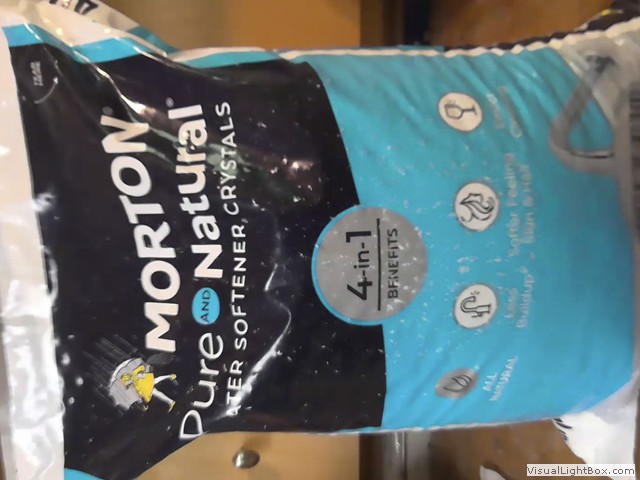 MORTON®
Pure AND Natural®
WATER SOFTENER CRYSTALS
4-in-1
BENEFITS
ALL
NATURAL
Less
Buildup
Softer Feeling
Skin & Hair
VisualLightBox.com